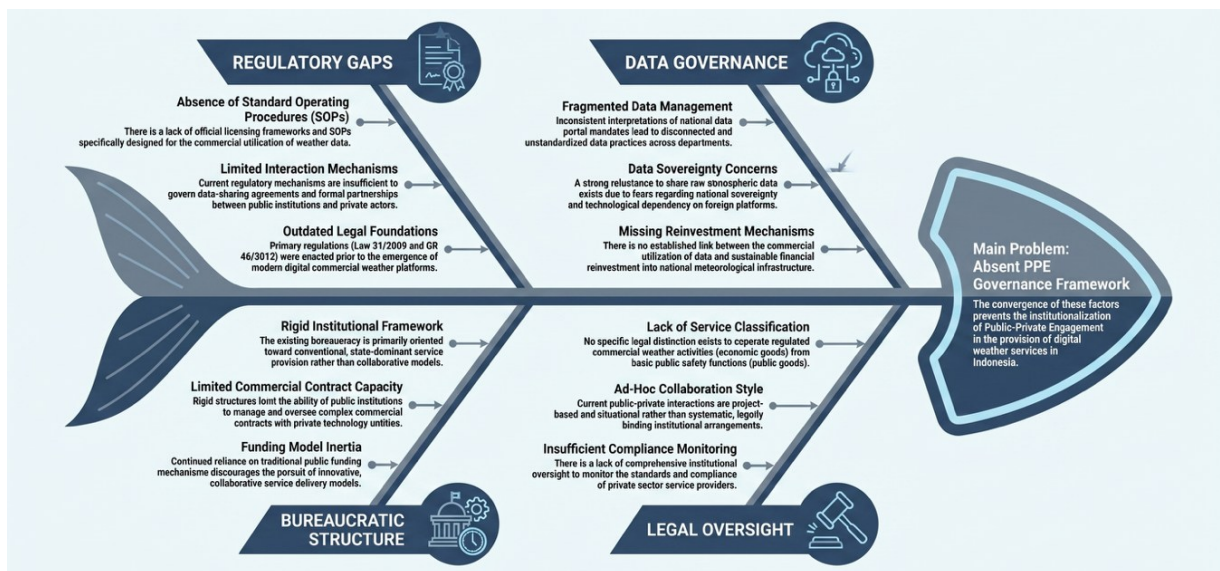 REGULATORY GAPS
Absence of Standard Operating
Procedures (SOPs)
There is a lack of official licensing frameworks and SOPs
specifically designed for the commercial utilization of weather data.
Limited Interaction Mechanisms
Current regulatory mechanisms are insufficient to
govern data-sharing agreements and formal partnerships
between public institutions and private actors.
Outdated Legal Foundations
Primary regulations (Law 31/2009 and GR
46/3012) were enacted prior to the emergence of
modern digital commercial weather platforms.
DATA GOVERNANCE
Fragmented Data Management
Inconsistent interpretations of national data
portal mandates lead to disconnected and
unstandardized data practices across departments.
Data Sovereignty Concerns
A strong relustance to share raw stonospheric data
exists due to fears regarding national sovereignty
and technological dependency on foreign platforms.
Missing Reinvestment Mechanisms
There is no established link between the commercial
utilization of data and sustainable financial
reinvestment into national meteorological infrastructure.
Main Problem:
Absent PPE
Governance Framework
The convergence of these factors
prevents the institutionalization
of Public-Private Engagement
in the provision of digital
weather services in
Indonesia.
Rigid Institutional Framework
The existing boreaucracy is primarily oriented
toward conventional, state-dominant service
provision rather than collaborative models.
Limited Commercial Contract Capacity
Rigid structures lomt the ability of public institutions
to manage and oversee complex commercial
contracts with private technology untities.
Funding Model Inertia
Continued reliance on traditional public funding
mechanisme discourages the porsuit of innovative,
collaborative service delivery models.
BUREAUCRATIC
STRUCTURE
Lack of Service Classification
No specific legal distinction eeists to ceperate regulated
commercial weather activities (economic goods) from
basic public safety functions (public goods).
Ad-Hoc Collaboration Style
Current public-private interactions are project-
based and situational rather than systematic, legolly
binding institutional arrangements.
Insufficient Compliance Monitoring
There is a lack of comprehensive institutional
oversight to monitor the standards and compliance
of private sector service providers.
LEGAL OVERSIGHT